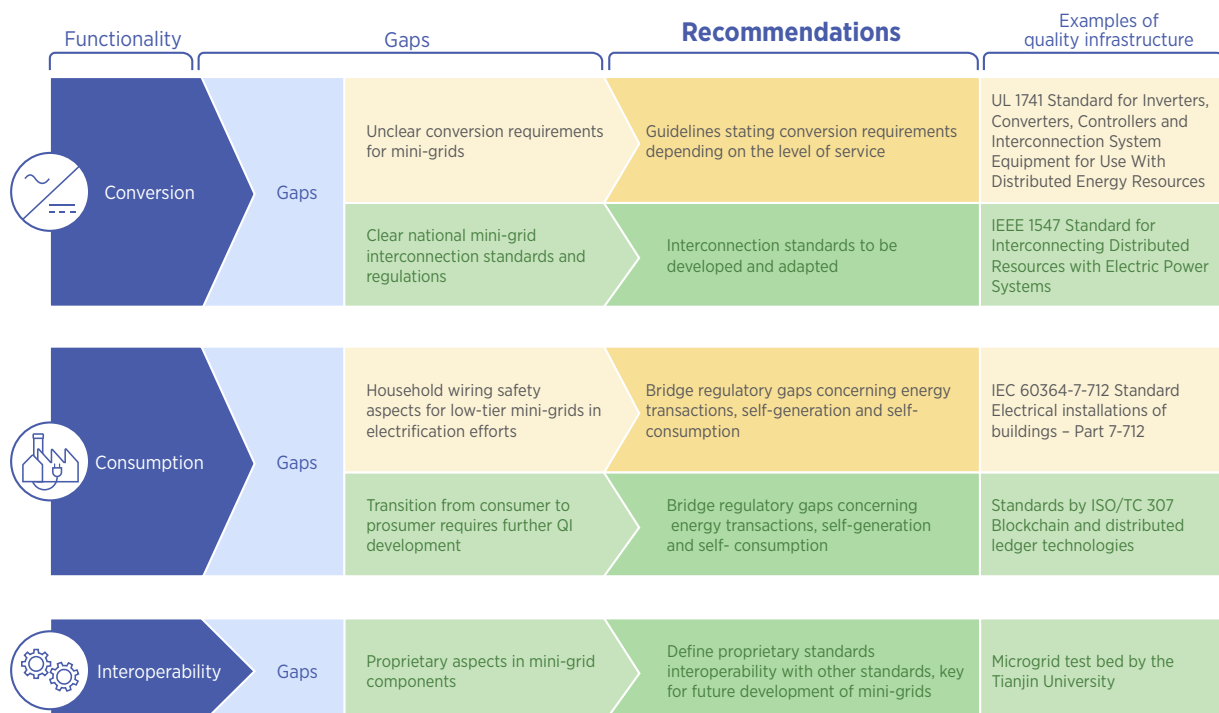 Functionality
Gaps
Recommendations
Examples of
quality infrastructure
Conversion
Gaps
Unclear conversion requirements
for mini-grids
Guidelines stating conversion requirements
depending on the level of service
UL 1741 Standard for Inverters,
Converters, Controllers and
Interconnection System
Equipment for Use With
Distributed Energy Resources
Clear national mini-grid
interconnection standards and
regulations
Interconnection standards to be
developed and adapted
IEEE 1547 Standard for
Interconnecting Distributed
Resources with Electric Power
Systems
Consumption
Gaps
Household wiring safety
aspects for low-tier mini-grids in
electrification efforts
Bridge regulatory gaps concerning energy
transactions, self-generation and self-
consumption
IEC 60364-7-712 Standard
Electrical installations of
buildings – Part 7-712
Transition from consumer to
prosumer requires further QI
development
Bridge regulatory gaps concerning
energy transactions, self-generation
and self- consumption
Standards by ISO/TC 307
Blockchain and distributed
ledger technologies
Interoperability
Gaps
Proprietary aspects in mini-grid
components
Define proprietary standards
interoperability with other standards, key
for future development of mini-grids
Microgrid test bed by the
Tianjin University